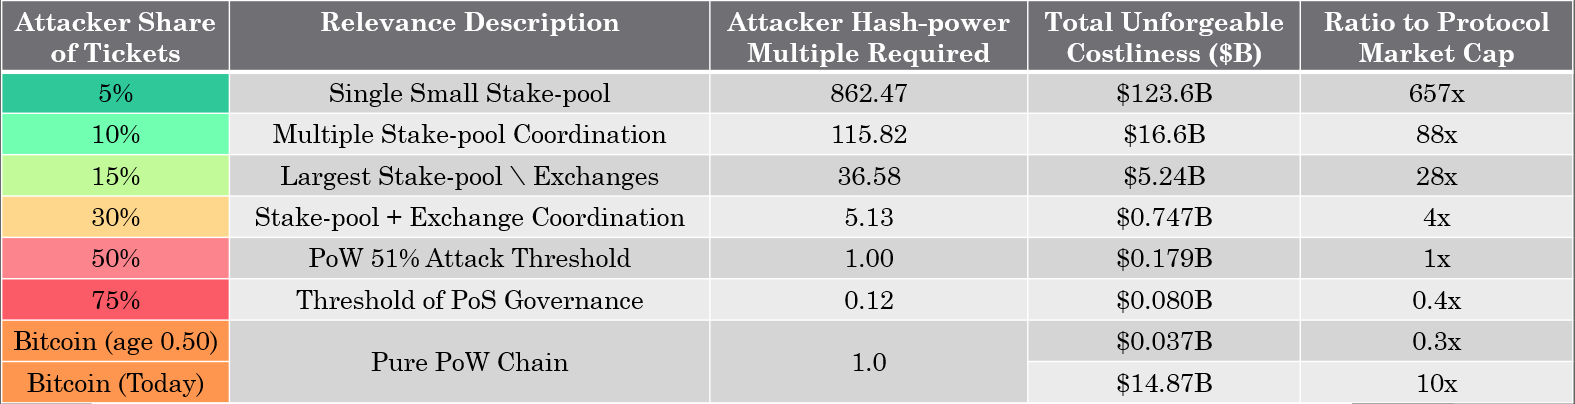 Attacker Share of Tickets Relevance Description Attacker Hash-power Multiple Required Total Unforgeable Costliness ($B) Ratio to Protocol Market Cap
5% Single Small Stake-pool 862.47 $123.6B 657x
10% Multiple Stake-pool Coordination 115.82 $16.6B 88x
15% Largest Stake-pool \ Exchanges 36.58 $5.24B 28x
30% Stake-pool + Exchange Coordination 5.13 $0.747B 4x
50% PoW 51% Attack Threshold 1.00 $0.179B 1x
75% Threshold of PoS Governance 0.12 $0.080B 0.4x
Bitcoin (age 0.50) Pure PoW Chain 1.0 $0.037B 0.3x
Bitcoin (Today) $14.87B 10x